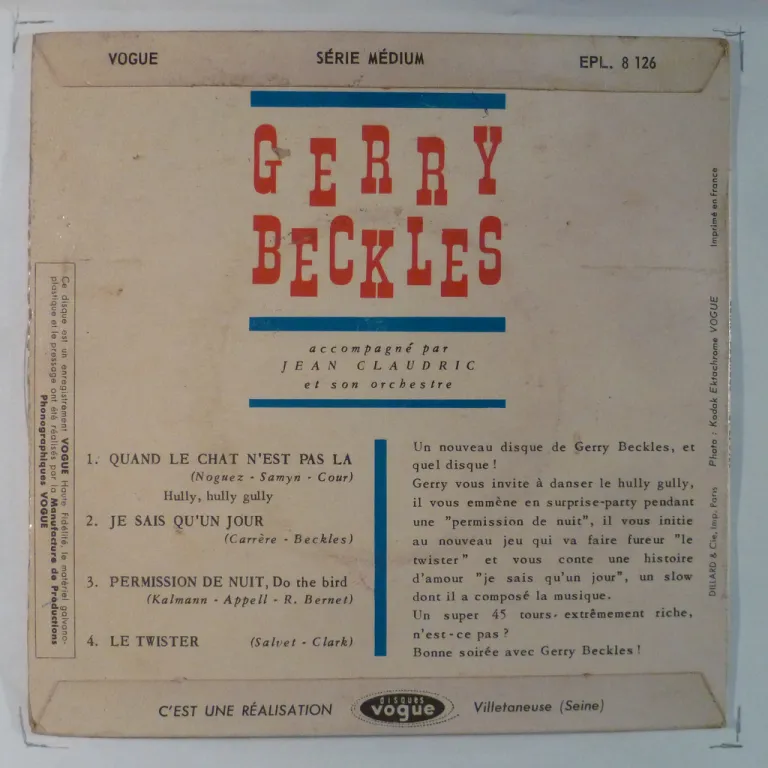 VOGUE SÉRIE MÉDIUM EPL. 8 126
GERRY
BECKLES
accompagné par
JEAN CLAUDRIC
et son orchestre
1. QUAND LE CHAT N'EST PAS LA
(Noguez - Samyn - Cour)
Hully, hully gully
2. JE SAIS QU'UN JOUR
(Carrère - Beckles)
3. PERMISSION DE NUIT, Do the bird
(Kalmann - Appell - R. Bernet)
4. LE TWISTER (Salvet - Clark)
Un nouveau disque de Gerry Beckles, et
quel disque !
Gerry vous invite à danser le hully gully,
il vous emmène en surprise-party pendant
une "permission de nuit", il vous initie
au nouveau jeu qui va faire fureur "le
twister" et vous conte une histoire
d'amour "je sais qu'un jour", un slow
dont il a composé la musique.
Un super 45 tours- extrêmement riche,
n'est-ce pas ?
Bonne soirée avec Gerry Beckles !
Ce disque est un enregistrement VOGUE Haute Fidélité, le matériel galvano-
plastique et le pressage ont été réalisés par la Manufacture de Productions
Phonographiques VOGUE
DILLARD & Cie, Imp. Paris Photo : Kodak Ektachrome VOGUE Imprimé en France
C'EST UNE RÉALISATION disques vogue Villetaneuse (Seine)